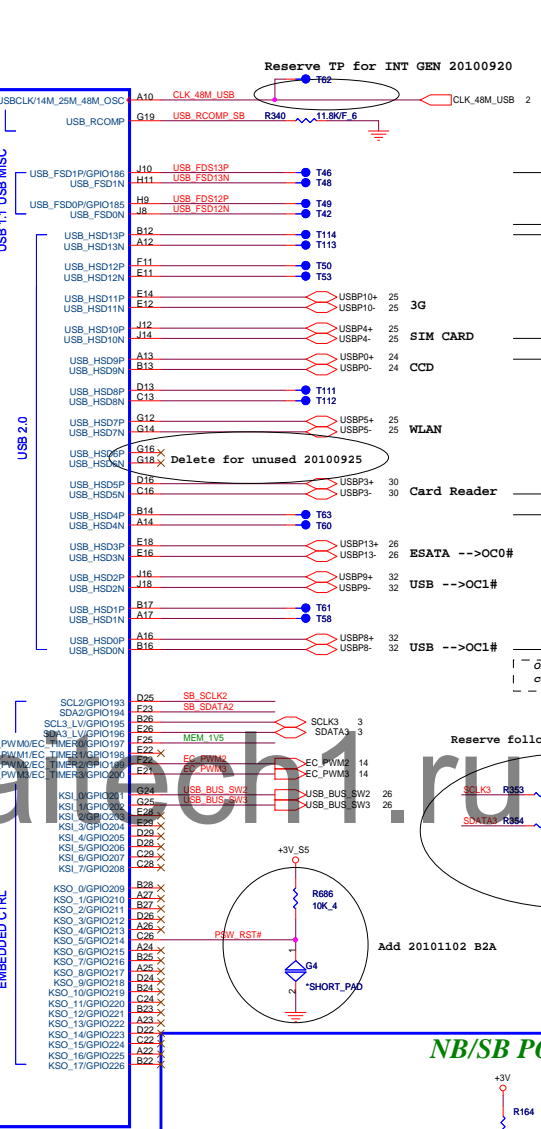 Reserve TP for INT GEN 20100920
T62
USBCLK/14M_25M_48M_OSC A10 CLK_48M_USB CLK_48M_USB 2
USB_RCOMP G19 USB_RCOMP_SB R340 11.8K/F_6
USB 1.1 USB MISC
USB_FSD1P/GPIO186 J10 USB_FDS13P T46
USB_FSD1N H11 USB_FSD13N T48
USB_FSD0P/GPIO185 H9 USB_FDS12P T49
USB_FSD0N J8 USB_FSD12N T42
USB 2.0
USB_HSD13P B12 T114
USB_HSD13N A12 T113
USB_HSD12P F11 T50
USB_HSD12N E11 T53
USB_HSD11P E14 USBP10+ 25
USB_HSD11N E12 USBP10- 25
3G
USB_HSD10P J12 USBP4+ 25
USB_HSD10N J14 USBP4- 25
SIM CARD
USB_HSD9P A13 USBP0+ 24
USB_HSD9N B13 USBP0- 24
CCD
USB_HSD8P D13 T111
USB_HSD8N C13 T112
USB_HSD7P G12 USBP5+ 25
USB_HSD7N G14 USBP5- 25
WLAN
USB_HSD6P G16
USB_HSD6N G18
Delete for unused 20100925
USB_HSD5P D16 USBP3+ 30
USB_HSD5N C16 USBP3- 30
Card Reader
USB_HSD4P B14 T63
USB_HSD4N A14 T60
USB_HSD3P E18 USBP13+ 26
USB_HSD3N E16 USBP13- 26
ESATA -->OC0#
USB_HSD2P J16 USBP9+ 32
USB_HSD2N J18 USBP9- 32
USB -->OC1#
USB_HSD1P B17 T61
USB_HSD1N A17 T58
USB_HSD0P A16 USBP8+ 32
USB_HSD0N B16 USBP8- 32
USB -->OC1#
EMBEDDED CTRL
SCL2/GPIO193 D25 SB_SCLK2
SDA2/GPIO194 F23 SB_SDATA2
SCL3_LV/GPIO195 B26 SCLK3 3
SDA3_LV/GPIO196 E26 SDATA3 3
_PWM0/EC_TIMER0/GPIO197 F25 MEM_1V5
PWM1/EC_TIMER1/GPIO198 E22
PWM2/EC_TIMER2/GPIO199 F22 EC_PWM2 EC_PWM2 14
PWM3/EC_TIMER3/GPIO200 E21 EC_PWM3 EC_PWM3 14
KSI_0/GPIO201 G24 USB_BUS_SW2 USB_BUS_SW2 26
KSI_1/GPIO202 G25 USB_BUS_SW3 USB_BUS_SW3 26
KSI_2/GPIO203 E28
KSI_3/GPIO204 E29
KSI_4/GPIO205 D29
KSI_5/GPIO206 D28
KSI_6/GPIO207 C29
KSI_7/GPIO208 C28
KSO_0/GPIO209 B28
KSO_1/GPIO210 A27
KSO_2/GPIO211 B27
KSO_3/GPIO212 D26
KSO_4/GPIO213 A26
KSO_5/GPIO214 C26 PSW_RST#
KSO_6/GPIO215 A24
KSO_7/GPIO216 B25
KSO_8/GPIO217 A25
KSO_9/GPIO218 D24
KSO_10/GPIO219 B24
KSO_11/GPIO220 C24
KSO_12/GPIO221 B23
KSO_13/GPIO222 A23
KSO_14/GPIO223 D22
KSO_15/GPIO224 C22
KSO_16/GPIO225 A22
KSO_17/GPIO226 B22
Reserve follo
SCLK3 R353
SDATA3 R354
aitech1.ru
+3V_S5
R686
10K_4
1
G4
*SHORT_PAD
2
Add 20101102 B2A
NB/SB PO
+3V
R164